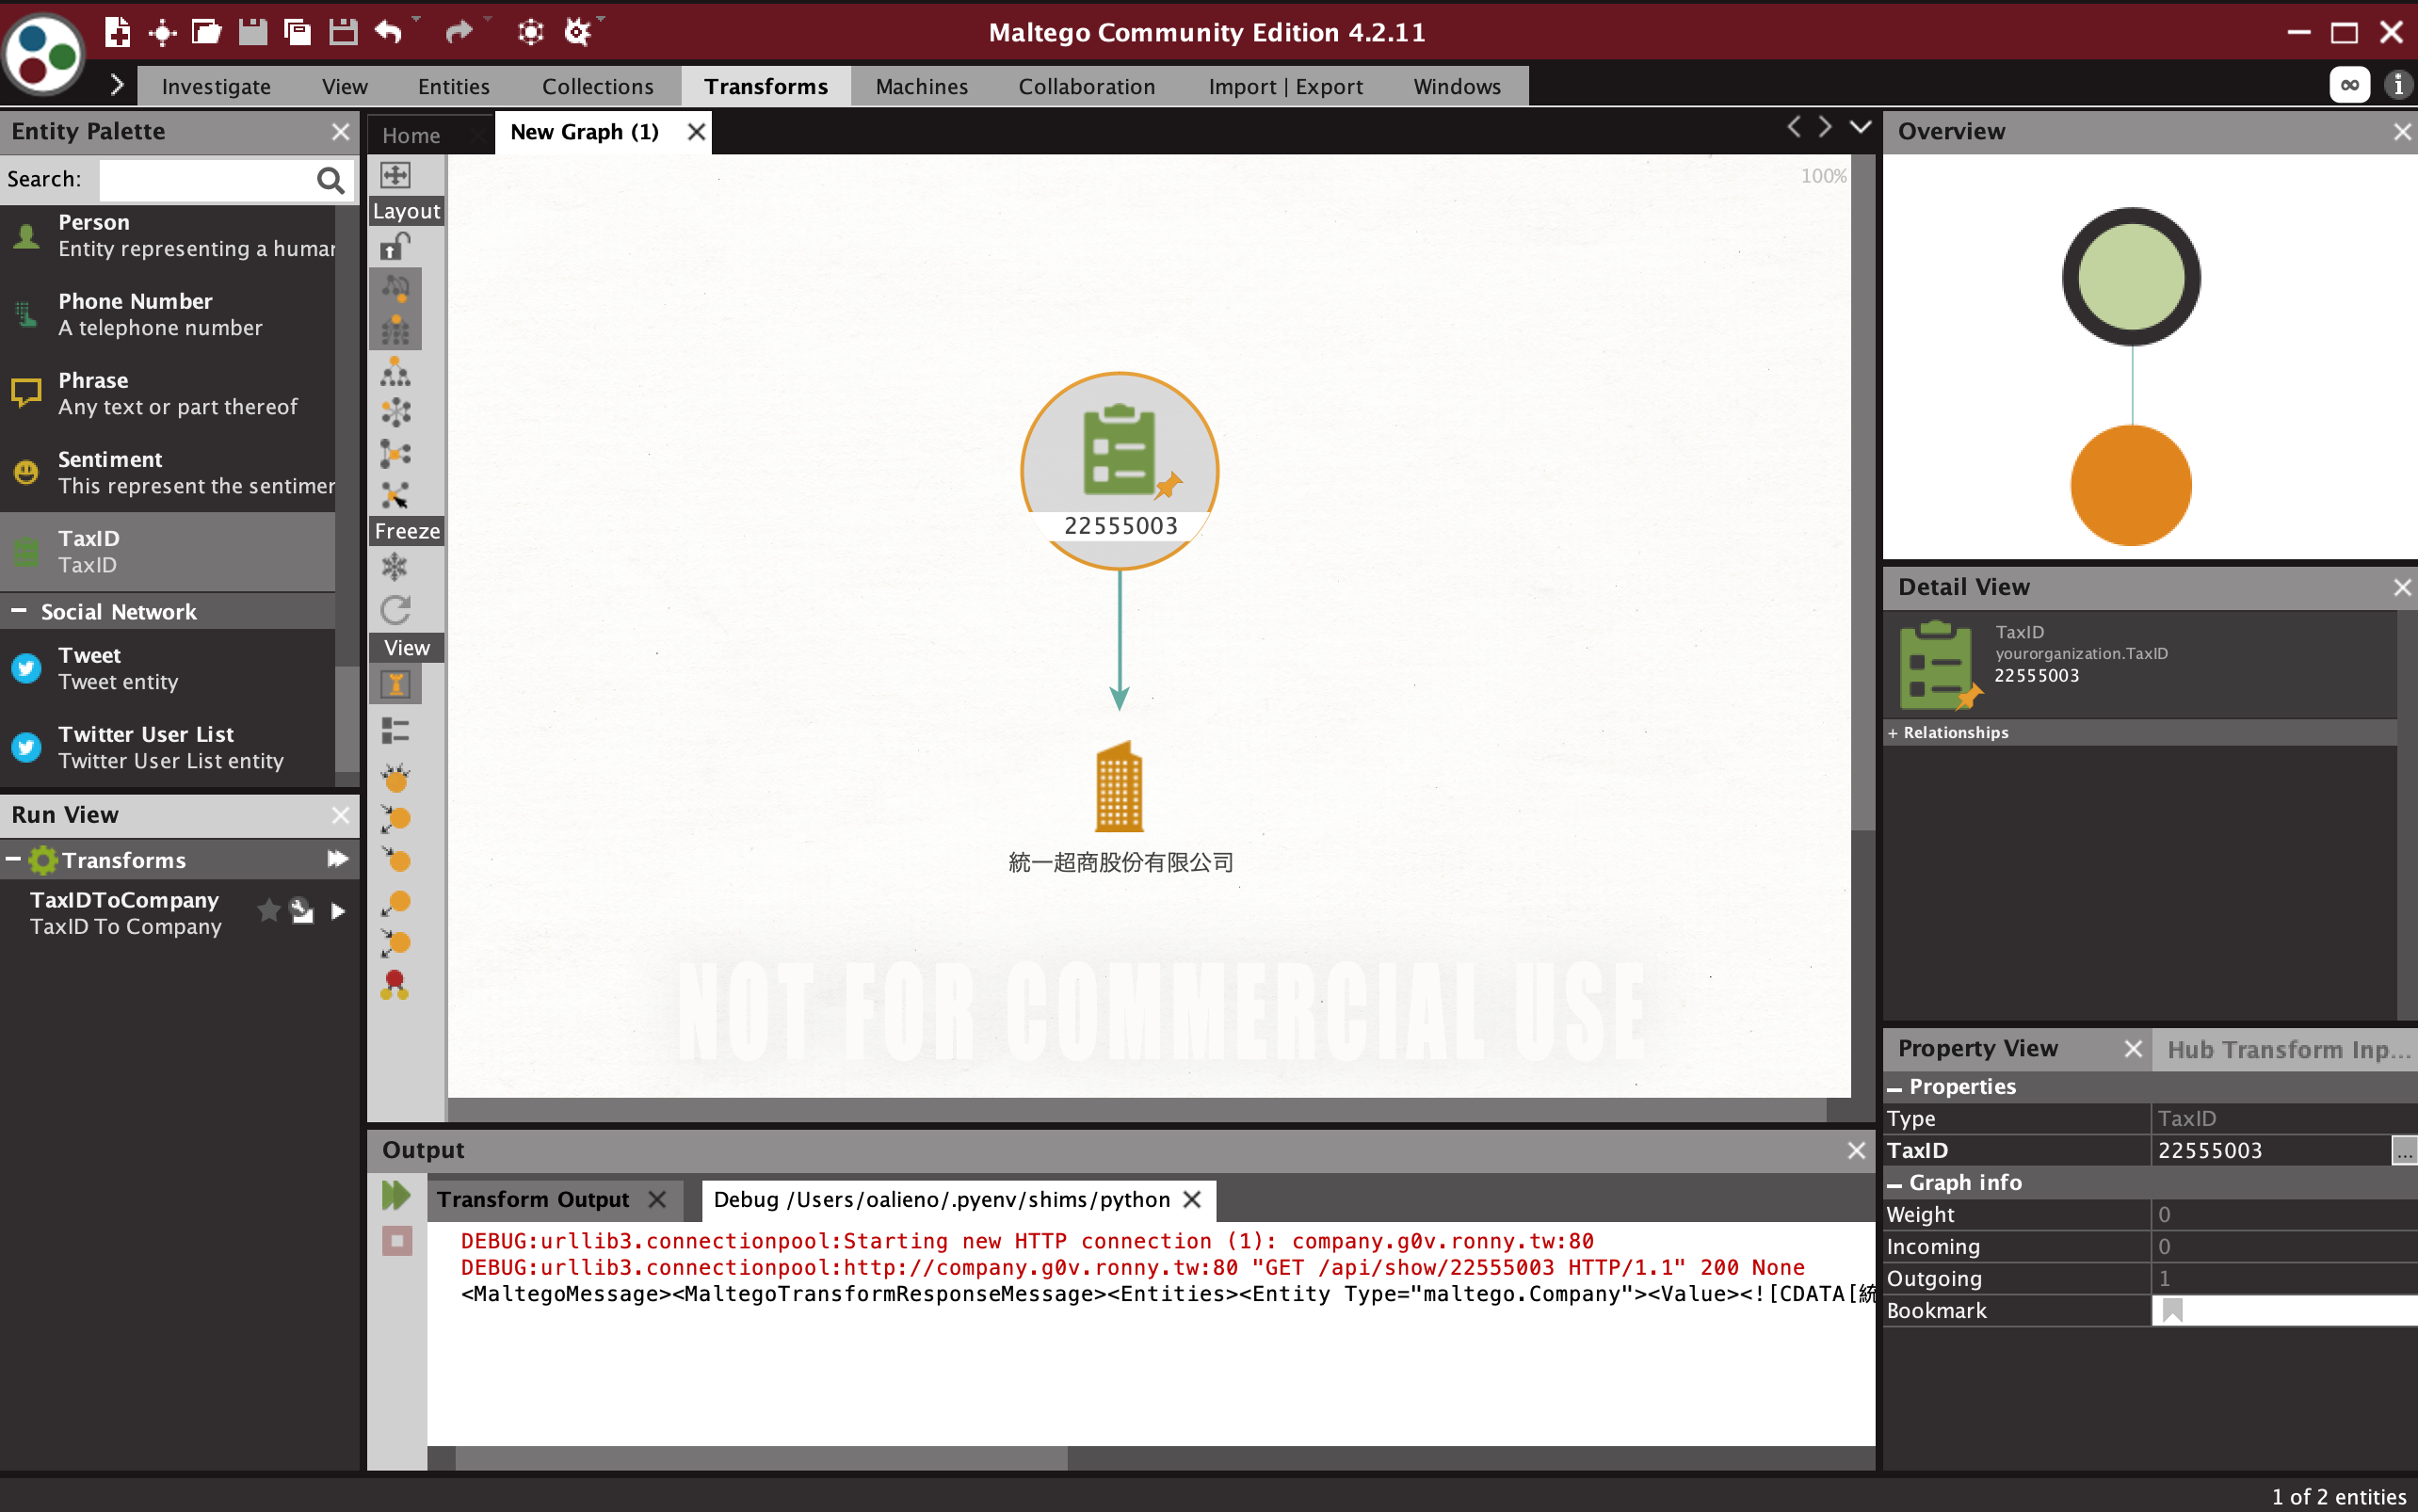 Maltego Community Edition 4.2.11
Investigate View Entities Collections Transforms Machines Collaboration Import | Export Windows
Entity Palette
Search:
Person
Entity representing a human
Phone Number
A telephone number
Phrase
Any text or part thereof
Sentiment
This represent the sentimer
TaxID
TaxID
Social Network
Tweet
Tweet entity
Twitter User List
Twitter User List entity
Run View
Transforms
TaxIDToCompany
TaxID To Company
Home
New Graph (1)
Layout
Freeze
View
100%
22555003
統一超商股份有限公司
NOT FOR COMMERCIAL USE
Output
Transform Output
Debug /Users/oalieno/.pyenv/shims/python
DEBUG:urllib3.connectionpool:Starting new HTTP connection (1): company.g0v.ronny.tw:80
DEBUG:urllib3.connectionpool:http://company.g0v.ronny.tw:80 "GET /api/show/22555003 HTTP/1.1" 200 None
<MaltegoMessage><MaltegoTransformResponseMessage><Entities><Entity Type="maltego.Company"><Value><![CDATA[統
Overview
Detail View
TaxID
yourorganization.TaxID
22555003
+ Relationships
Property View
Hub Transform Inp...
Properties
Type TaxID
TaxID 22555003 ...
Graph info
Weight 0
Incoming 0
Outgoing 1
Bookmark
1 of 2 entities